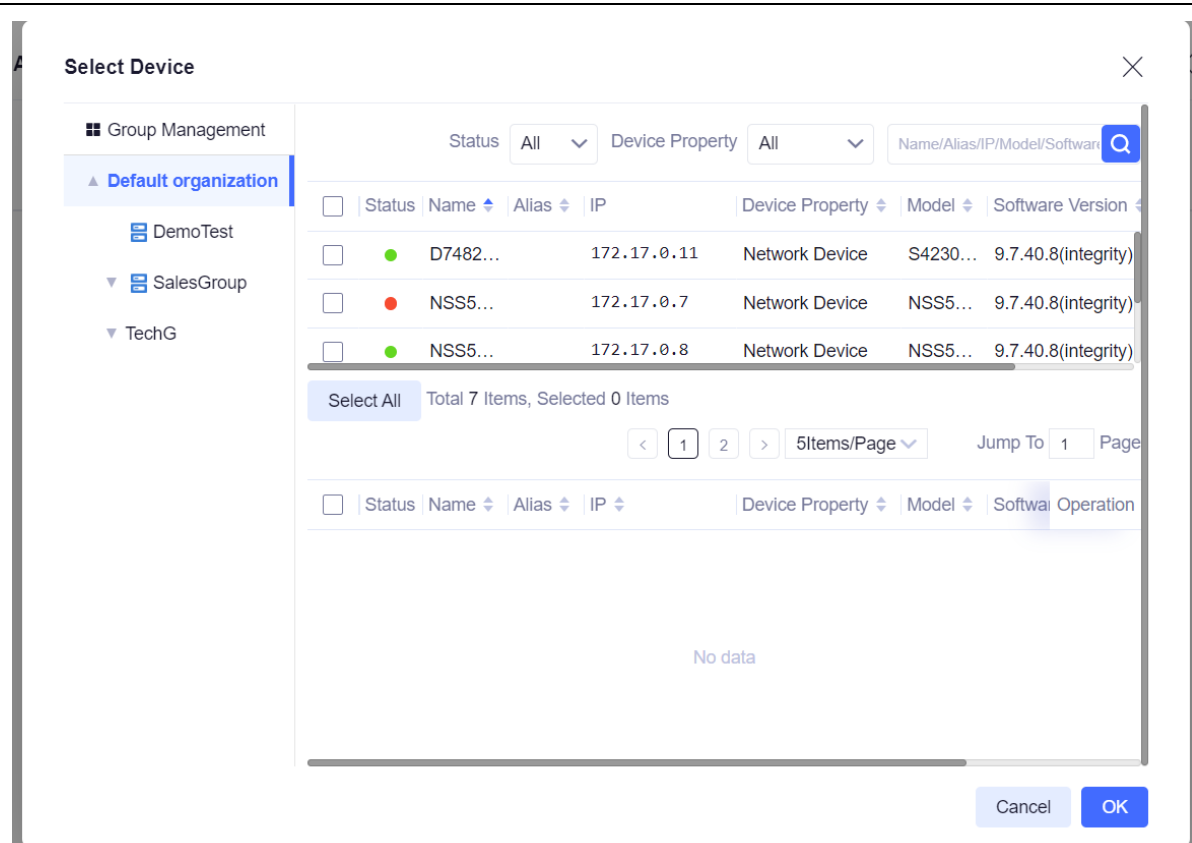 Select Device
Group Management
Status All Device Property All Name/Alias/IP/Model/Software
Default organization
Status Name Alias IP Device Property Model Software Version
DemoTest
D7482... 172.17.0.11 Network Device S4230... 9.7.40.8(integrity)
SalesGroup
NSS5... 172.17.0.7 Network Device NSS5... 9.7.40.8(integrity)
TechG
NSS5... 172.17.0.8 Network Device NSS5... 9.7.40.8(integrity)
Select All Total 7 Items, Selected 0 Items
< 1 2 > 5Items/Page Jump To 1 Page
Status Name Alias IP Device Property Model Softwa Operation
No data
Cancel OK